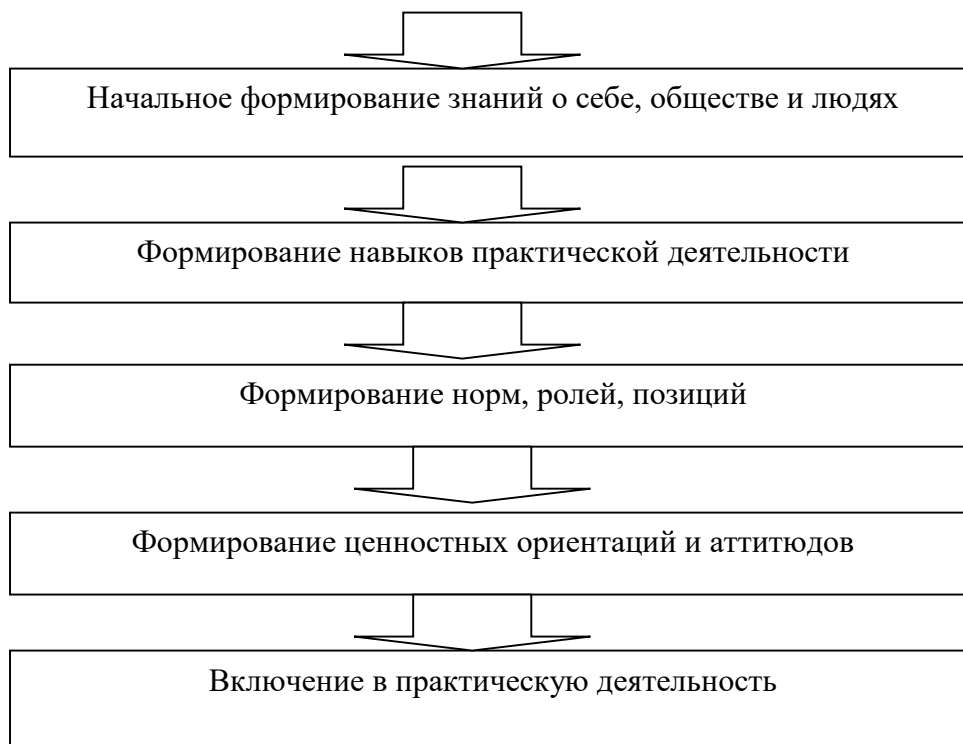 Начальное формирование знаний о себе, обществе и людях
Формирование навыков практической деятельности
Формирование норм, ролей, позиций
Формирование ценностных ориентаций и аттитюдов
Включение в практическую деятельность